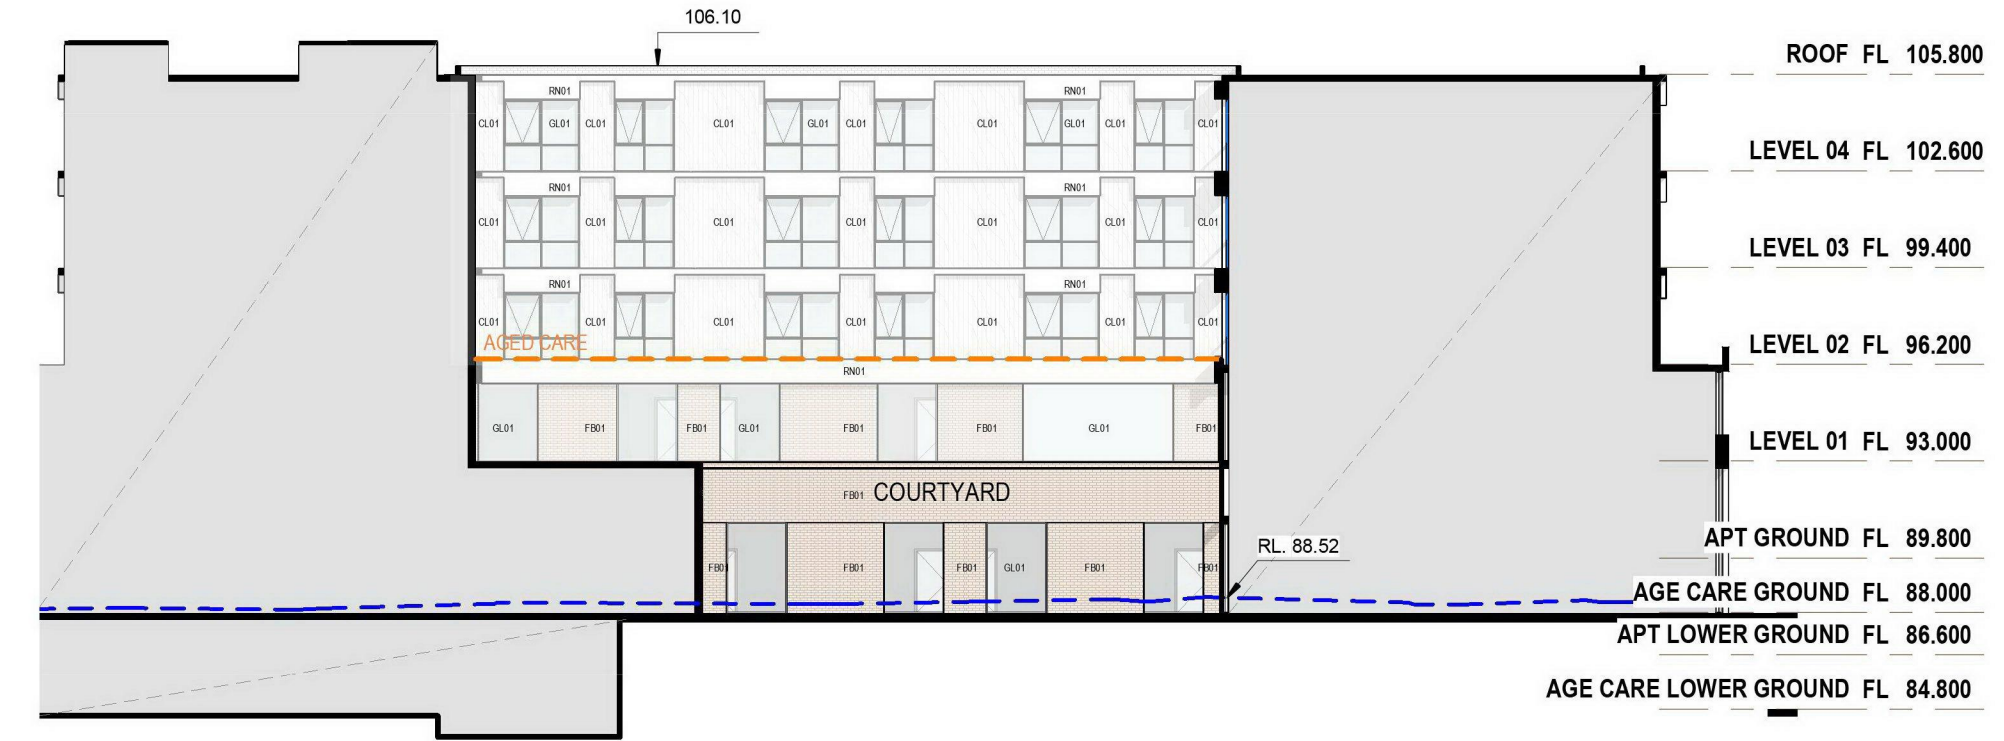 106.10
ROOF FL 105.800
RN01 RN01
CL01 GL01 CL01 CL01 GL01 CL01 CL01 GL01 CL01 CL01
LEVEL 04 FL 102.600
RN01 RN01
CL01 CL01 CL01 CL01 CL01 CL01 CL01
LEVEL 03 FL 99.400
RN01 RN01
CL01 CL01 CL01 CL01 CL01 CL01 CL01
AGED CARE
LEVEL 02 FL 96.200
RN01
GL01 FB01 FB01 GL01 FB01 FB01 GL01 FB01
LEVEL 01 FL 93.000
FB01 COURTYARD
APT GROUND FL 89.800
RL. 88.52
FB01 FB01 FB01 GL01 FB01 FB01
AGE CARE GROUND FL 88.000
APT LOWER GROUND FL 86.600
AGE CARE LOWER GROUND FL 84.800